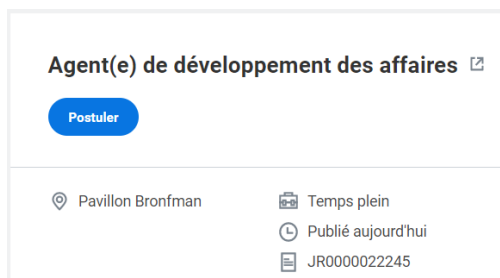 Agent(e) de développement des affaires
Postuler
Pavillon Bronfman
Temps plein
Publié aujourd'hui
JR0000022245